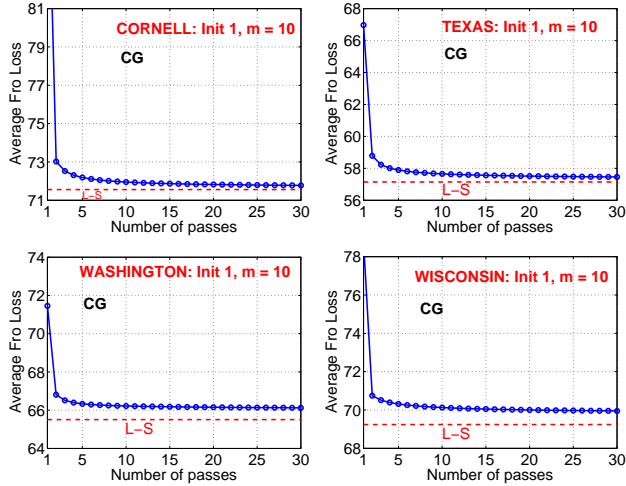 CORNELL: Init 1, m = 10
CG
Average Fro Loss
81
79
77
75
73
71
L−S
1 5 10 15 20 25 30
Number of passes
TEXAS: Init 1, m = 10
CG
Average Fro Loss
68
66
64
62
60
58
56
L−S
1 5 10 15 20 25 30
Number of passes
WASHINGTON: Init 1, m = 10
CG
Average Fro Loss
74
72
70
68
66
64
L−S
1 5 10 15 20 25 30
Number of passes
WISCONSIN: Init 1, m = 10
CG
Average Fro Loss
78
76
74
72
70
68
L−S
1 5 10 15 20 25 30
Number of passes